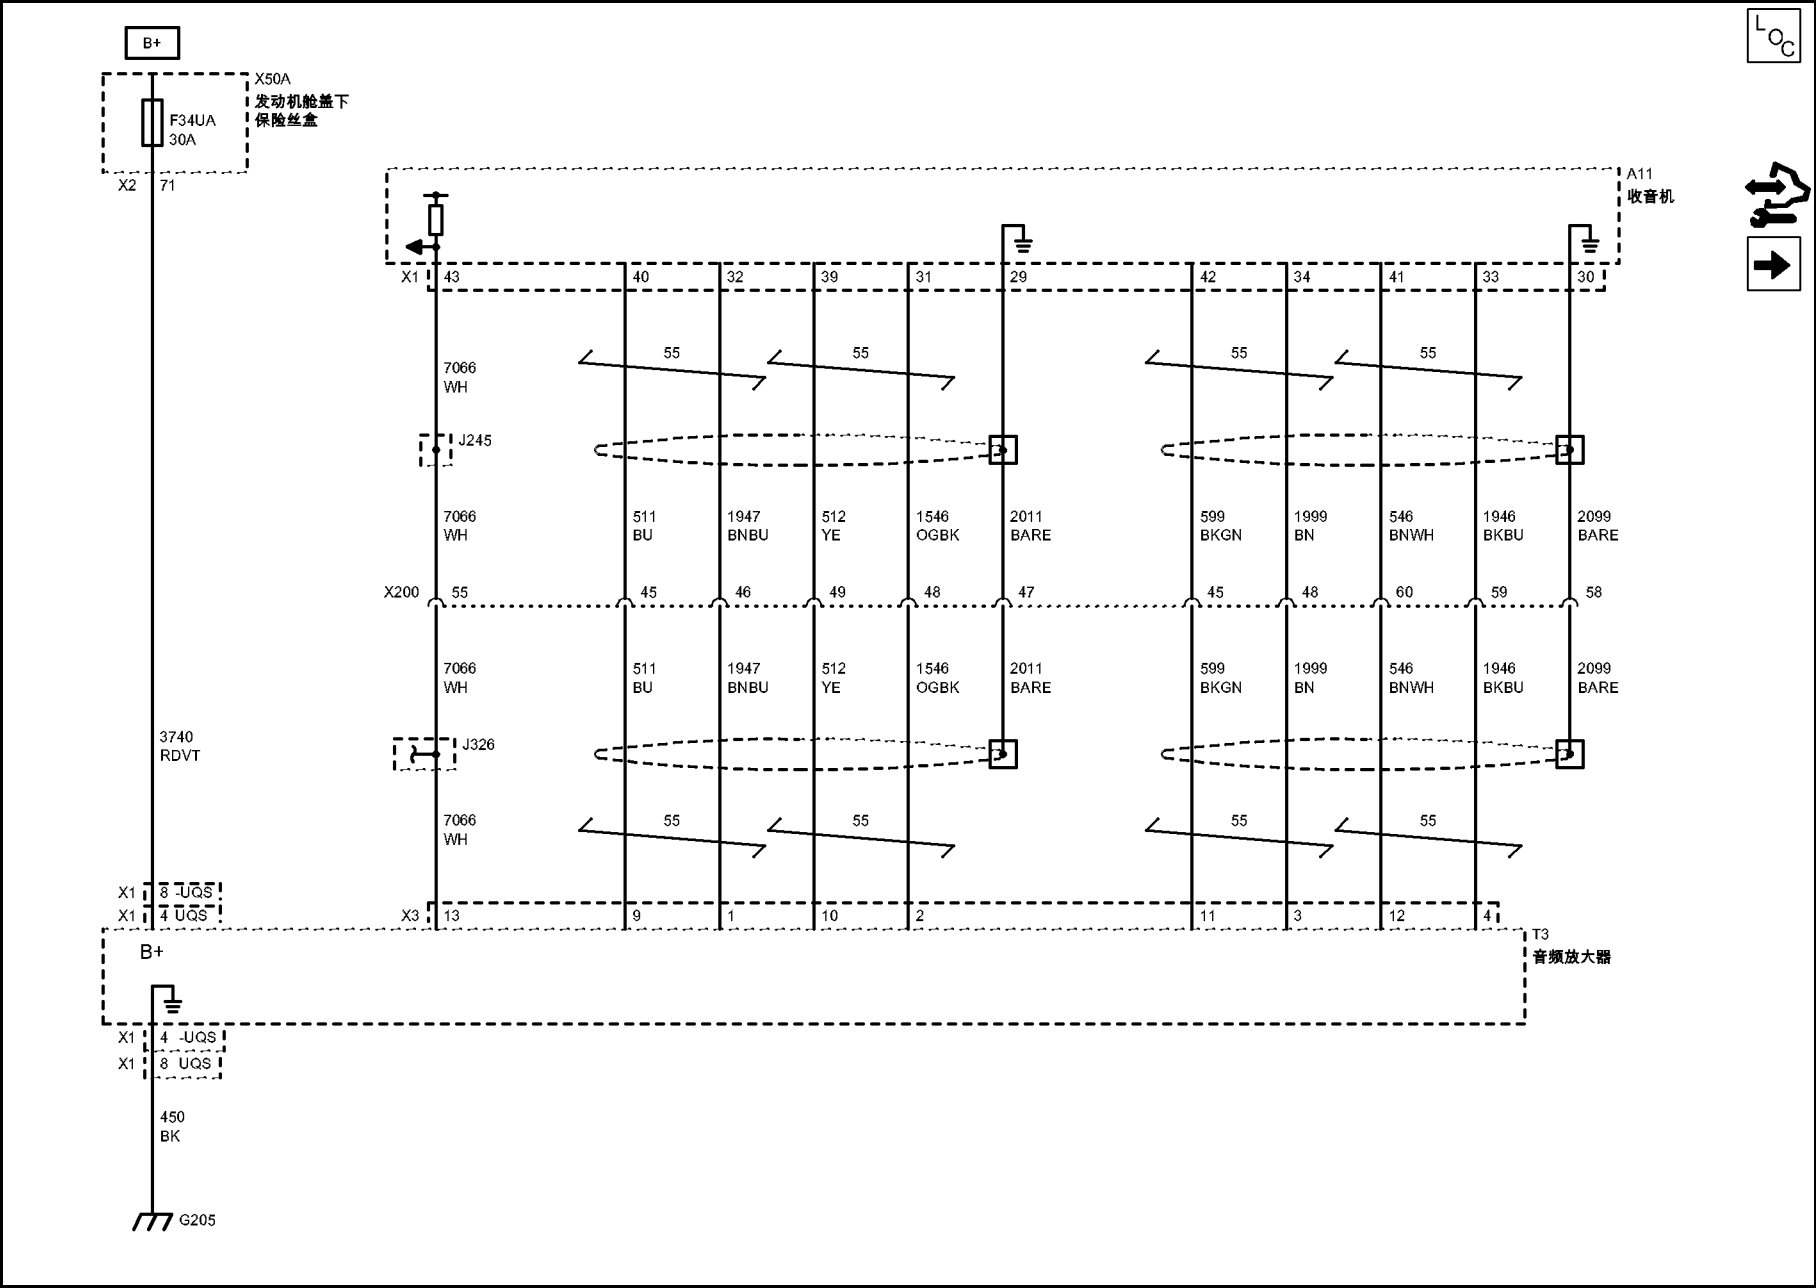 B+
LOC
X50A
发动机舱盖下
保险丝盒
F34UA
30A
X2 71
A11
收音机
X1 43 40 32 39 31 29 42 34 41 33 30
55 55 55 55
7066
WH
J245
7066 511 1947 512 1546 2011 599 1999 546 1946 2099
WH BU BNBU YE OGBK BARE BKGN BN BNWH BKBU BARE
X200 55 45 46 49 48 47 45 48 60 59 58
7066 511 1947 512 1546 2011 599 1999 546 1946 2099
WH BU BNBU YE OGBK BARE BKGN BN BNWH BKBU BARE
3740
RDVT
J326
7066 55 55 55 55
WH
X1 8 -UQS
X1 4 UQS
X3 13 9 1 10 2 11 3 12 4
T3
音频放大器
B+
X1 4 -UQS
X1 8 UQS
450
BK
G205